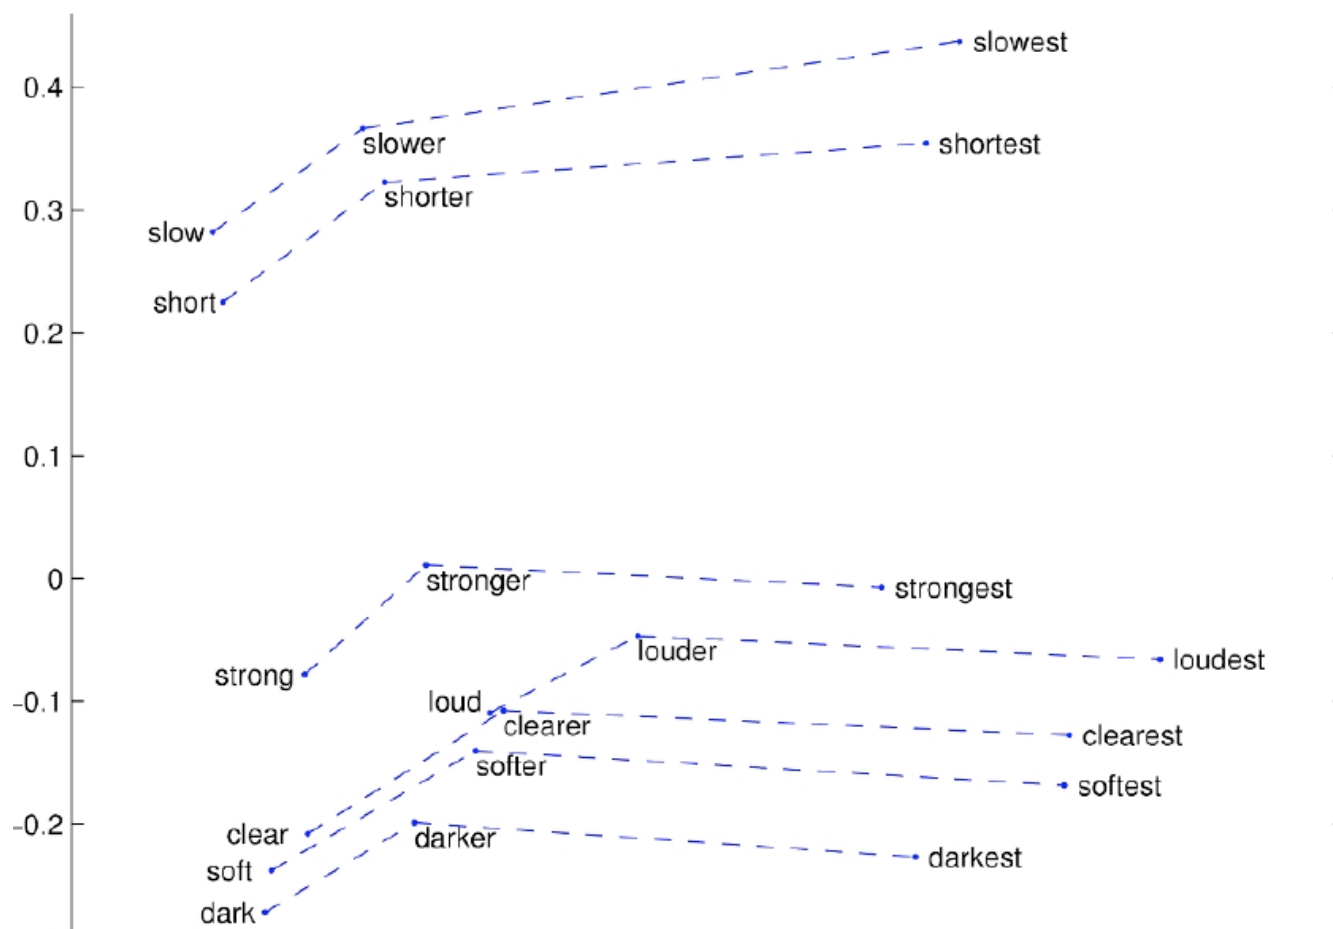 slowest
0.4
slower
shortest
shorter
0.3
slow
short
0.2
0.1
0
stronger
strongest
louder
loudest
strong
loud
-0.1
clearer
clearest
softer
softest
-0.2
clear
darker
darkest
soft
dark